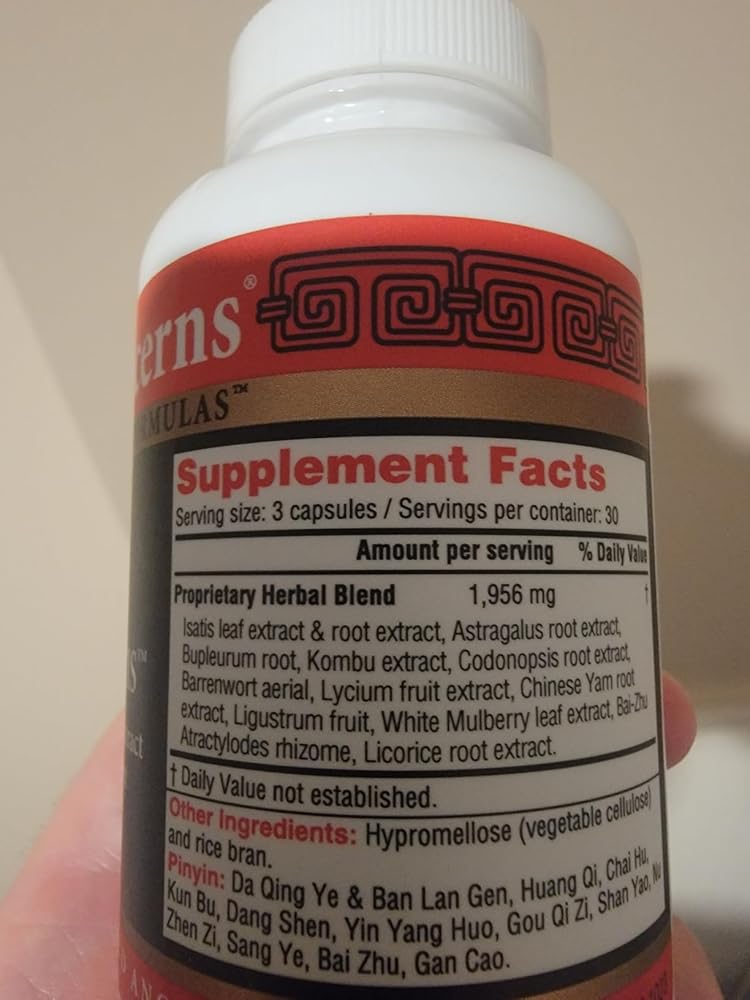 erns®
MULAS™
Supplement Facts
Serving size: 3 capsules / Servings per container: 30
Amount per serving % Daily Value
Proprietary Herbal Blend 1,956 mg †
Isatis leaf extract & root extract, Astragalus root extract,
Bupleurum root, Kombu extract, Codonopsis root extract,
Barrenwort aerial, Lycium fruit extract, Chinese Yam root
extract, Ligustrum fruit, White Mulberry leaf extract, Bai-Zhu
Atractylodes rhizome, Licorice root extract.
† Daily Value not established.
Other Ingredients: Hypromellose (vegetable cellulose)
and rice bran.
Pinyin: Da Qing Ye & Ban Lan Gen, Huang Qi, Chai Hu,
Kun Bu, Dang Shen, Yin Yang Huo, Gou Qi Zi, Shan Yao, Nu
Zhen Zi, Sang Ye, Bai Zhu, Gan Cao.